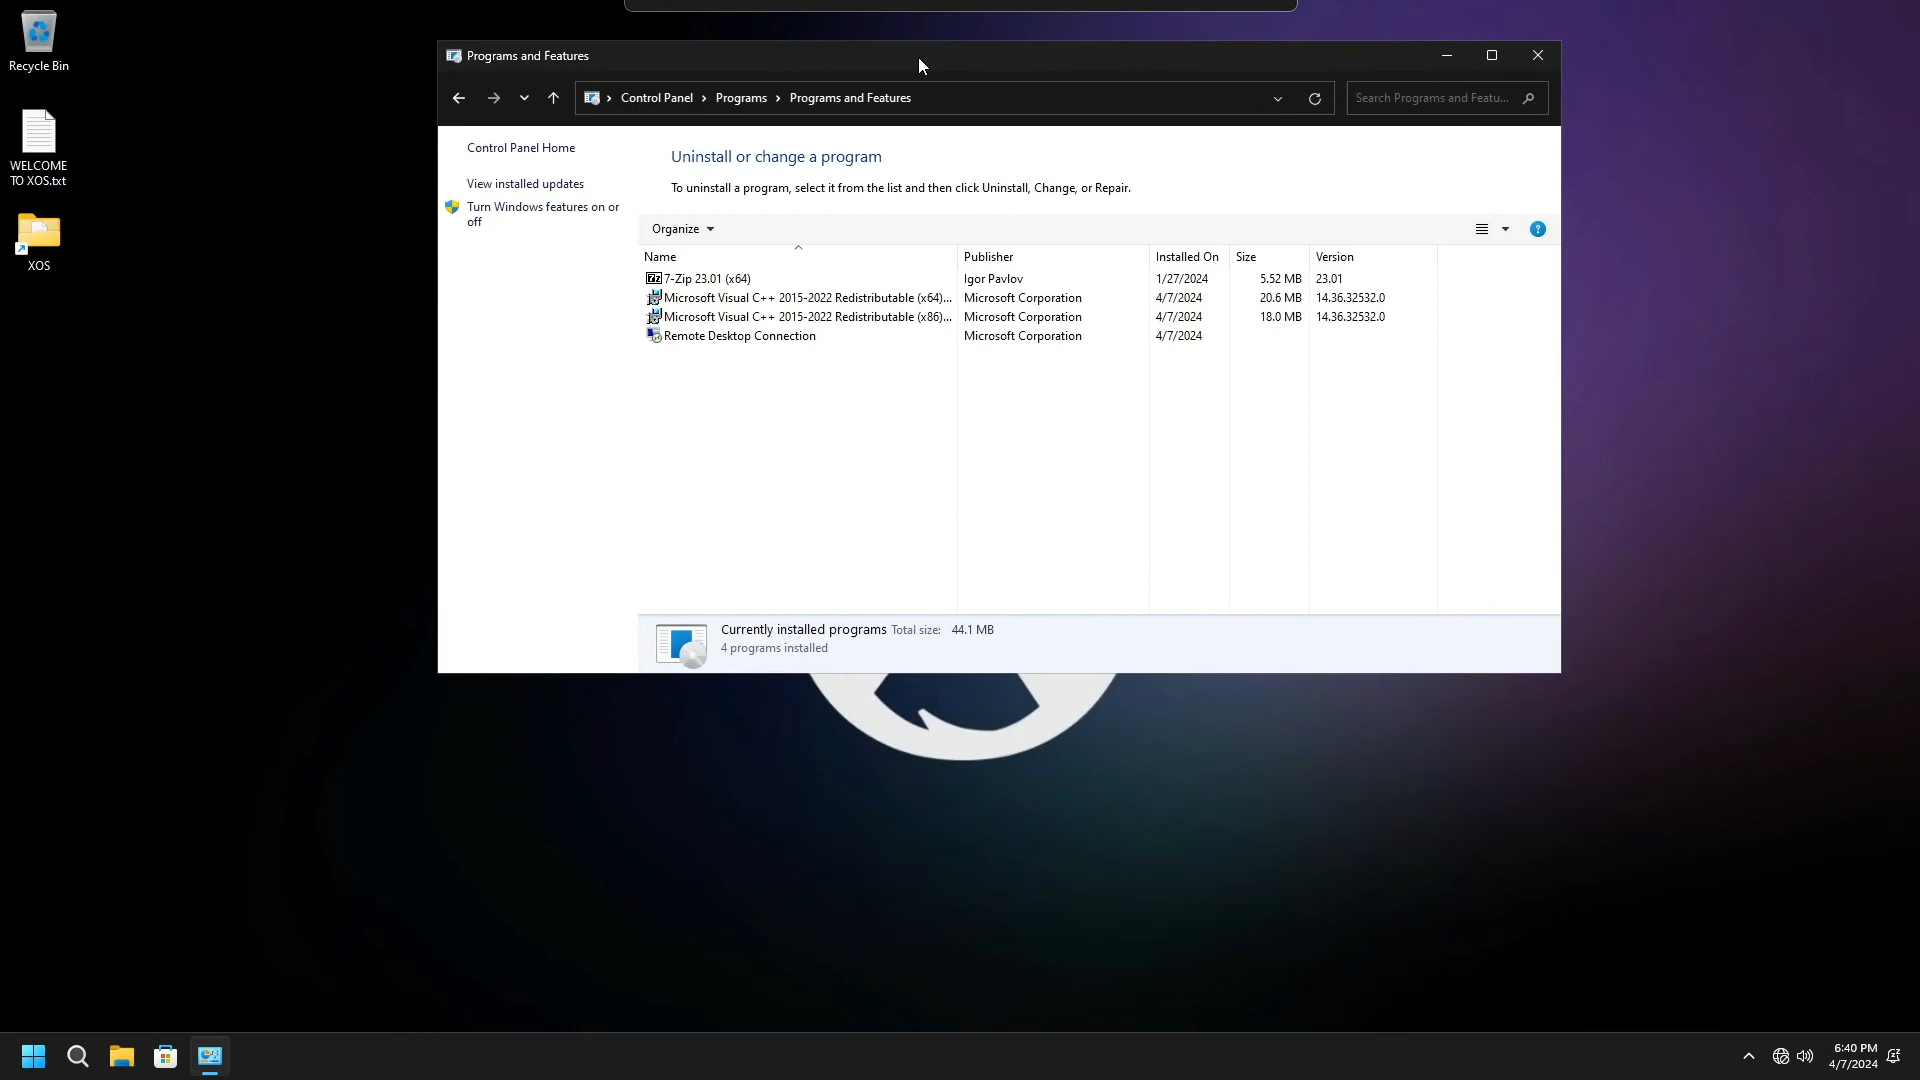 Recycle Bin
WELCOME
TO XOS.txt
XOS
Programs and Features
Control Panel
Programs
Programs and Features
Search Programs and Featu...
Control Panel Home
View installed updates
Turn Windows features on or
off
Uninstall or change a program
To uninstall a program, select it from the list and then click Uninstall, Change, or Repair.
Organize
?
Name Publisher Installed On Size Version
7z 7-Zip 23.01 (x64) Igor Pavlov 1/27/2024 5.52 MB 23.01
Microsoft Visual C++ 2015-2022 Redistributable (x64)... Microsoft Corporation 4/7/2024 20.6 MB 14.36.32532.0
Microsoft Visual C++ 2015-2022 Redistributable (x86)... Microsoft Corporation 4/7/2024 18.0 MB 14.36.32532.0
Remote Desktop Connection Microsoft Corporation 4/7/2024
Currently installed programs Total size: 44.1 MB
4 programs installed
6:40 PM
4/7/2024